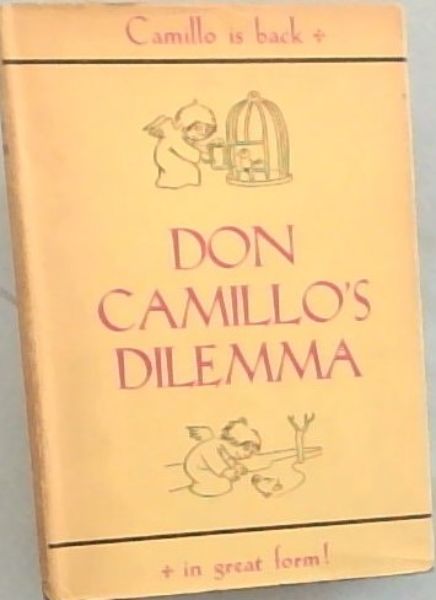 Camillo is back +
DON
CAMILLO'S
DILEMMA
+ in great form!